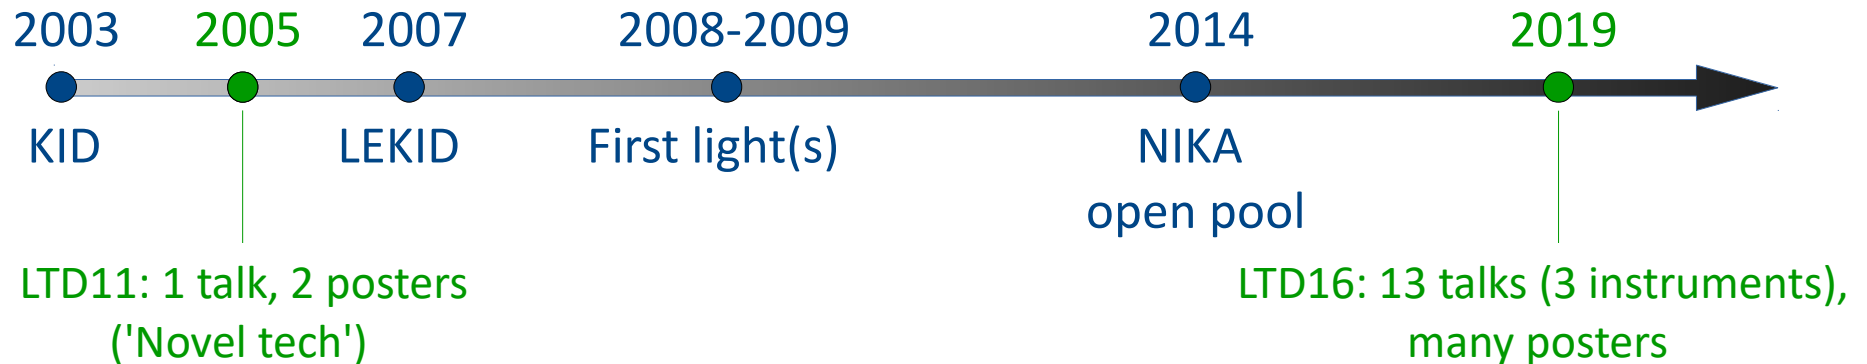 2003 2005 2007 2008-2009 2014 2019
KID LEKID First light(s) NIKA
open pool
LTD11: 1 talk, 2 posters
('Novel tech')
LTD16: 13 talks (3 instruments),
many posters